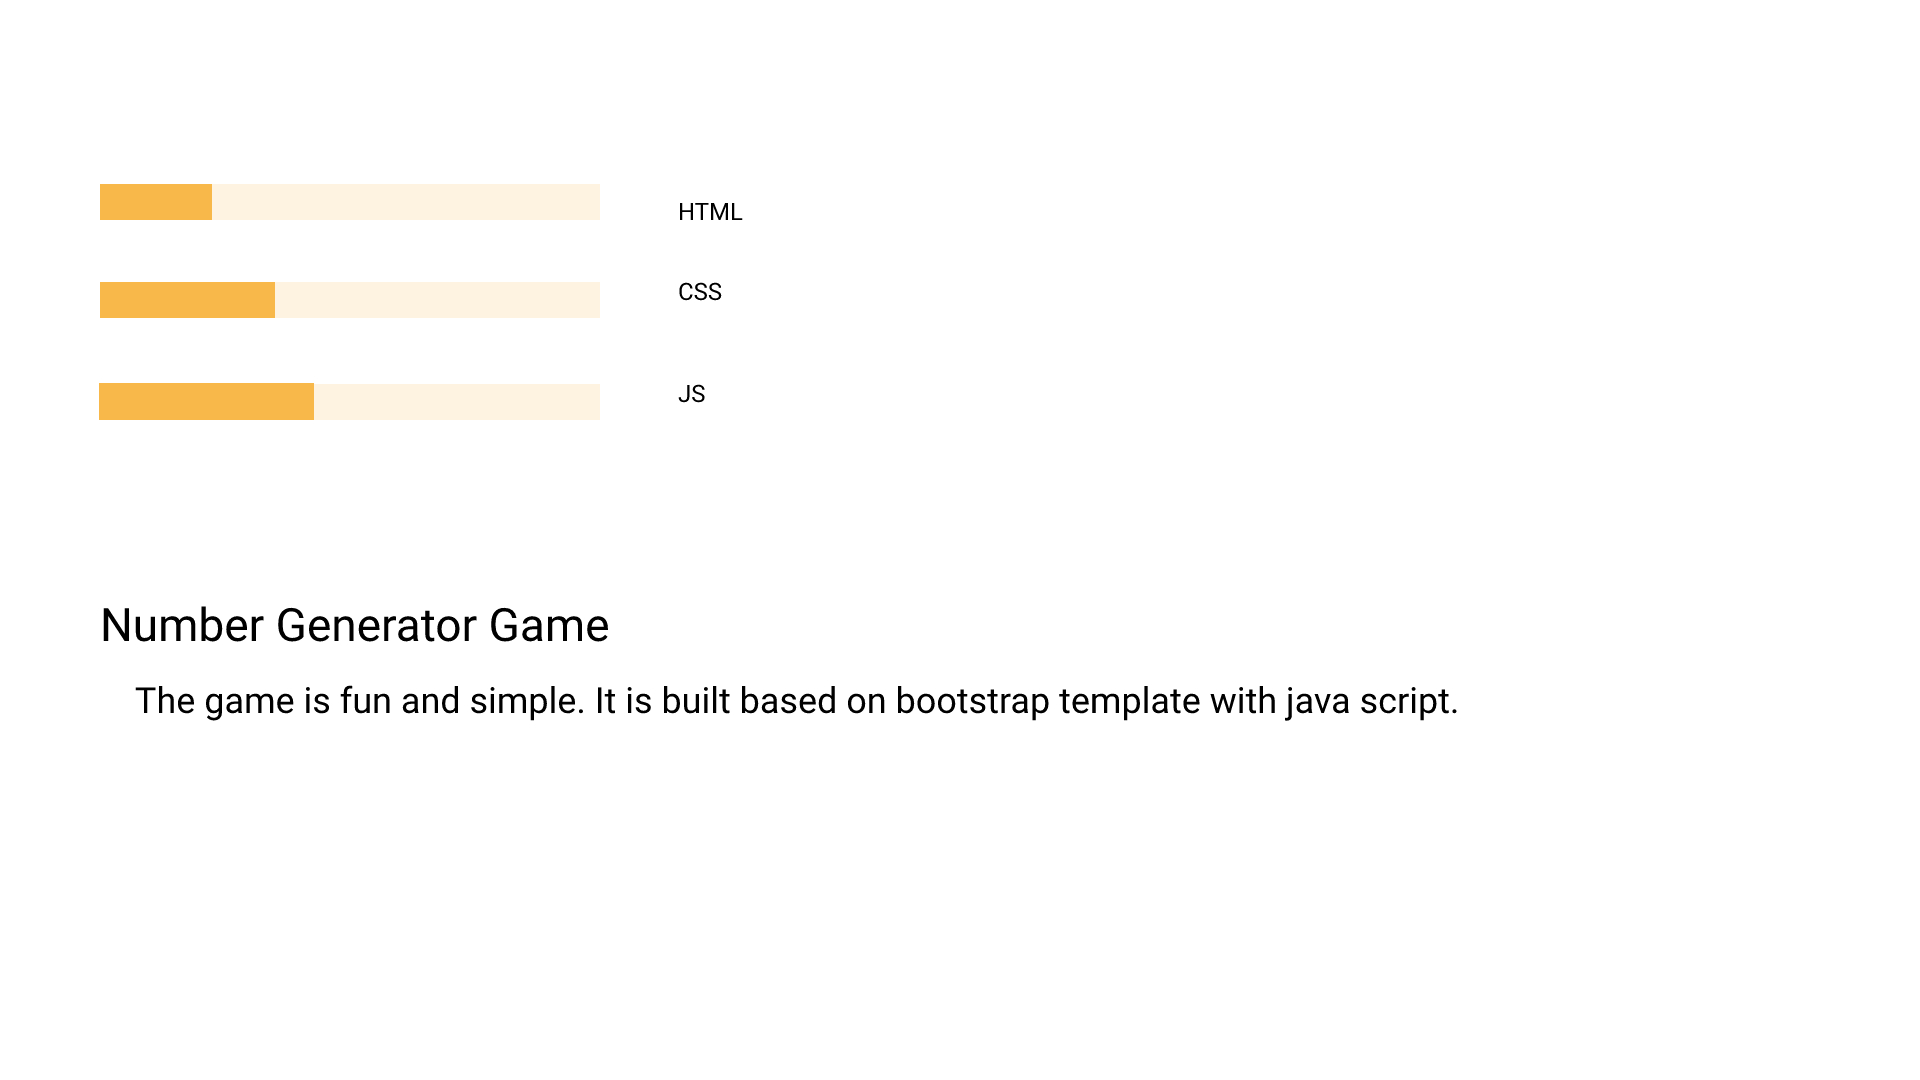 HTML
CSS
JS
Number Generator Game
The game is fun and simple. It is built based on bootstrap template with java script.